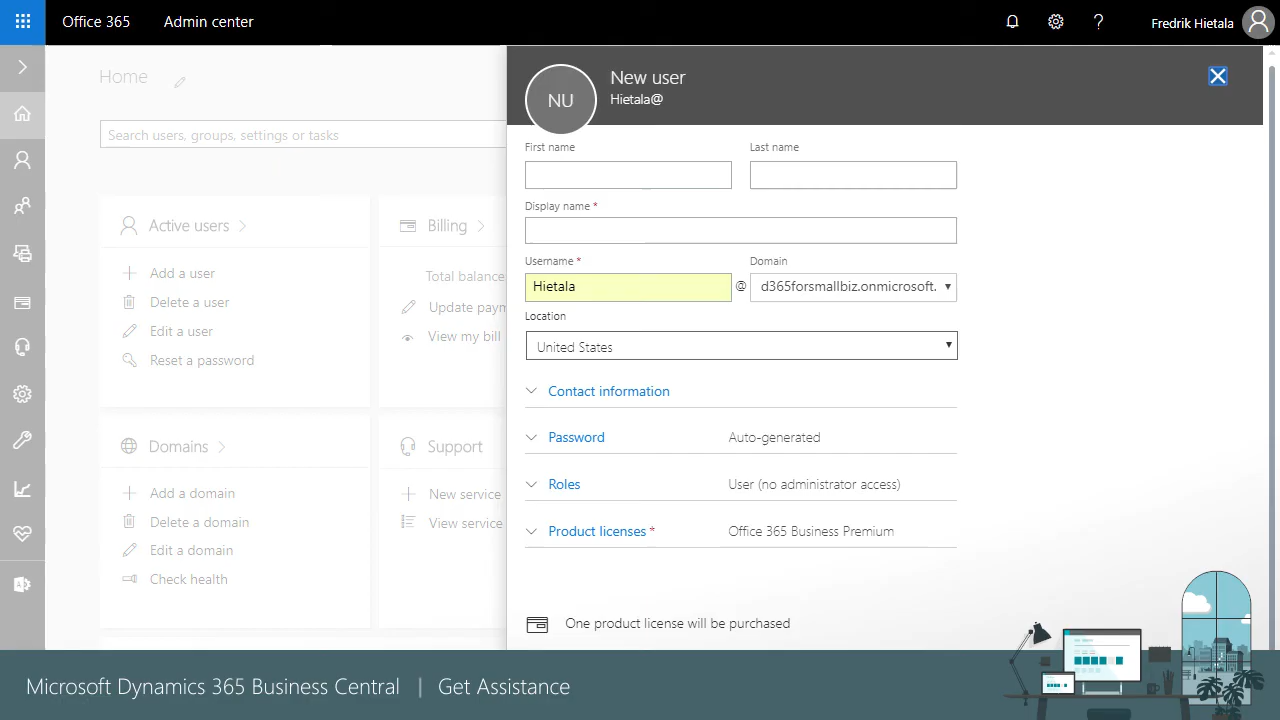 Office 365 Admin center Fredrik Hietala
Home
Search users, groups, settings or tasks
Active users
Add a user
Delete a user
Edit a user
Reset a password
Billing
Total balance
Update paym
View my bill
Domains
Add a domain
Delete a domain
Edit a domain
Check health
Support
New service
View service
NU
New user
Hietala@
First name Last name
Display name *
Username * Domain
Hietala @ d365forsmallbiz.onmicrosoft.
Location
United States
Contact information
Password Auto-generated
Roles User (no administrator access)
Product licenses * Office 365 Business Premium
One product license will be purchased
Microsoft Dynamics 365 Business Central | Get Assistance